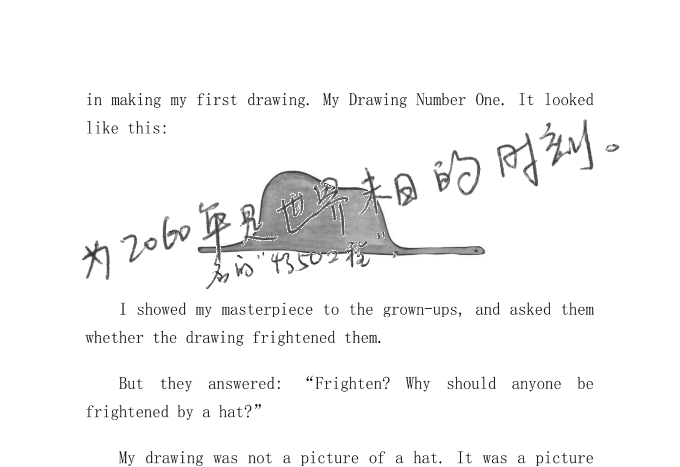 in making my first drawing. My Drawing Number One. It looked
like this:
为2060年是世界末日的时刻。
名的“43502程”,
I showed my masterpiece to the grown-ups, and asked them
whether the drawing frightened them.
But they answered: “Frighten? Why should anyone be
frightened by a hat?”
My drawing was not a picture of a hat. It was a picture